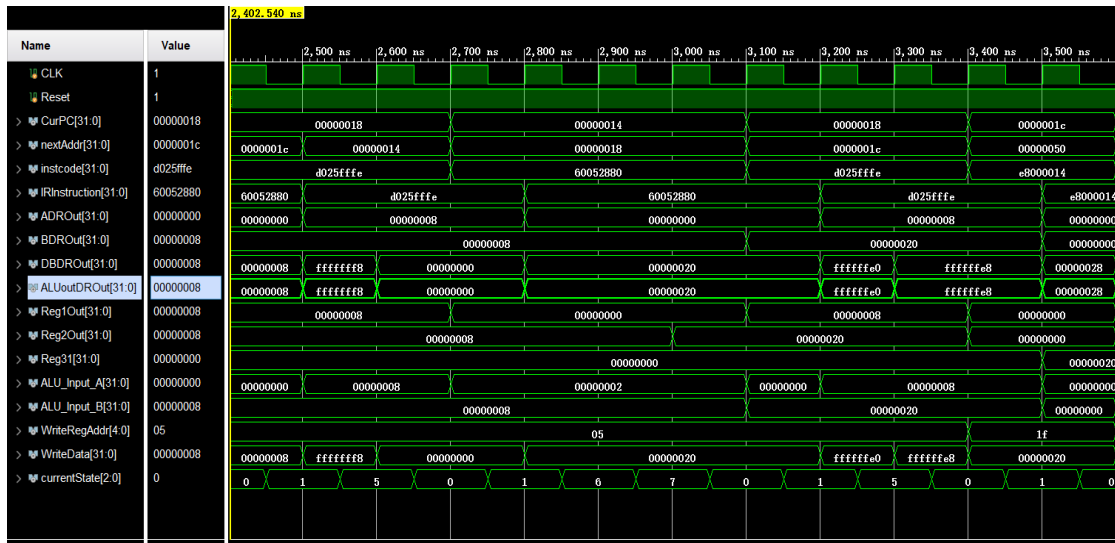 2,402.540 ns
Name Value
2,500 ns 2,600 ns 2,700 ns 2,800 ns 2,900 ns 3,000 ns 3,100 ns 3,200 ns 3,300 ns 3,400 ns 3,500 ns
CLK 1
Reset 1
CurPC[31:0] 00000018 00000018 00000014 00000018 0000001c
nextAddr[31:0] 0000001c 0000001c 00000014 00000018 0000001c 00000050
instcode[31:0] d025fffe d025fffe 60052880 d025fffe e8000014
IRInstruction[31:0] 60052880 60052880 d025fffe 60052880 d025fffe e8000014
ADROut[31:0] 00000000 00000000 00000008 00000000 00000008 0000000
BDROut[31:0] 00000008 00000008 00000020 0000000
DBDROut[31:0] 00000008 00000008 fffffff8 00000000 00000020 ffffffe0 ffffffe8 00000028
ALUoutDROut[31:0] 00000008 00000008 fffffff8 00000000 00000020 ffffffe0 ffffffe8 00000028
Reg1Out[31:0] 00000008 00000008 00000000 00000008 00000000
Reg2Out[31:0] 00000008 00000008 00000020 00000000
Reg31[31:0] 00000000 00000000 0000002
ALU_Input_A[31:0] 00000000 00000000 00000008 00000002 00000000 00000008 0000000
ALU_Input_B[31:0] 00000008 00000008 00000020 00000000
WriteRegAddr[4:0] 05 05 1f
WriteData[31:0] 00000008 00000008 fffffff8 00000000 00000020 ffffffe0 ffffffe8 00000020
currentState[2:0] 0 0 1 5 0 1 6 7 0 1 5 0 1 0